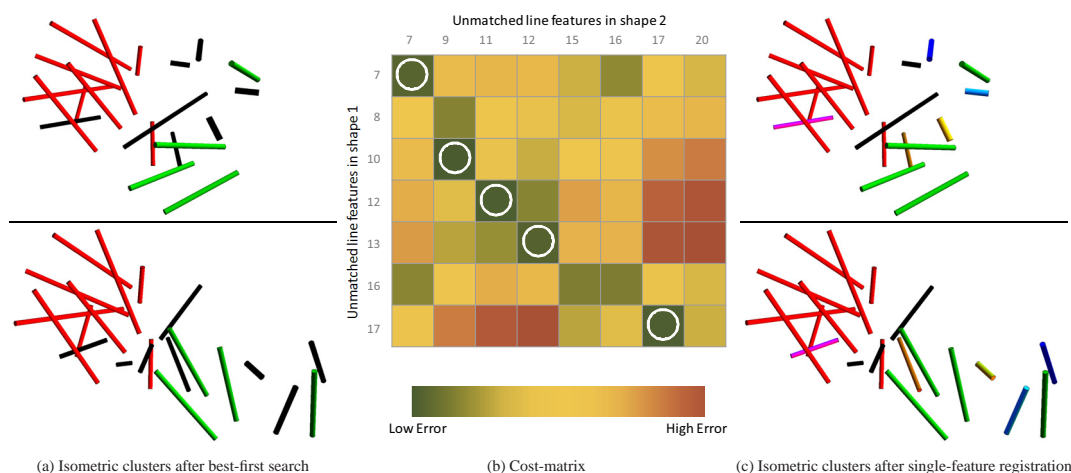 Unmatched line features in shape 2
7 9 11 12 15 16 17 20
Unmatched line features in shape 1
7
8
10
12
13
16
17
Low Error High Error
(a) Isometric clusters after best-first search
(b) Cost-matrix
(c) Isometric clusters after single-feature registration